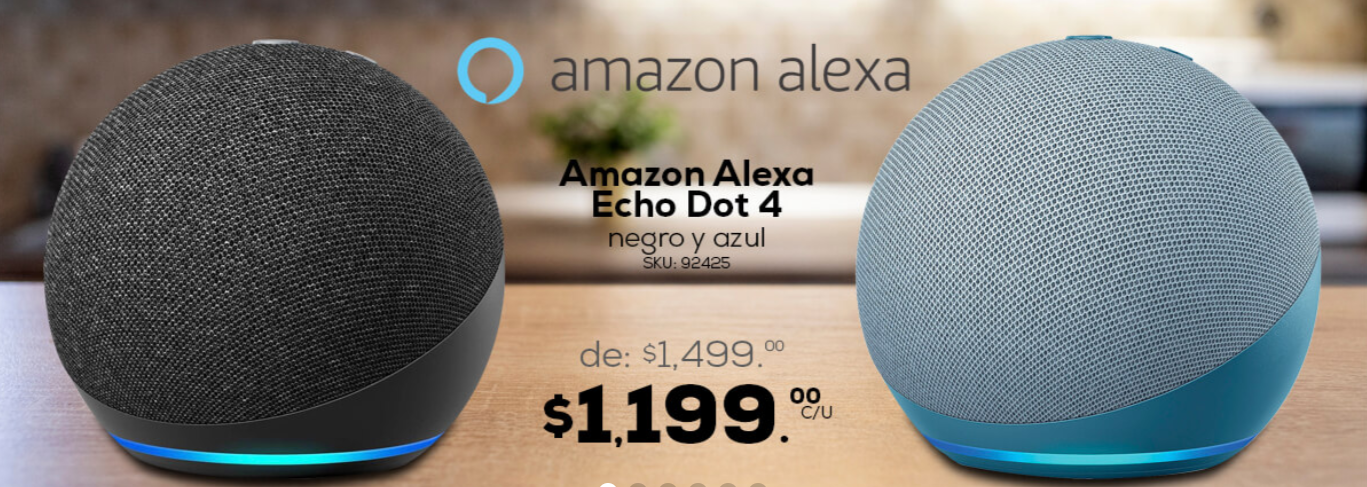 amazon alexa
Amazon Alexa
Echo Dot 4
negro y azul
SKU: 92425
de: $1,499.00
$1,199.00 C/U